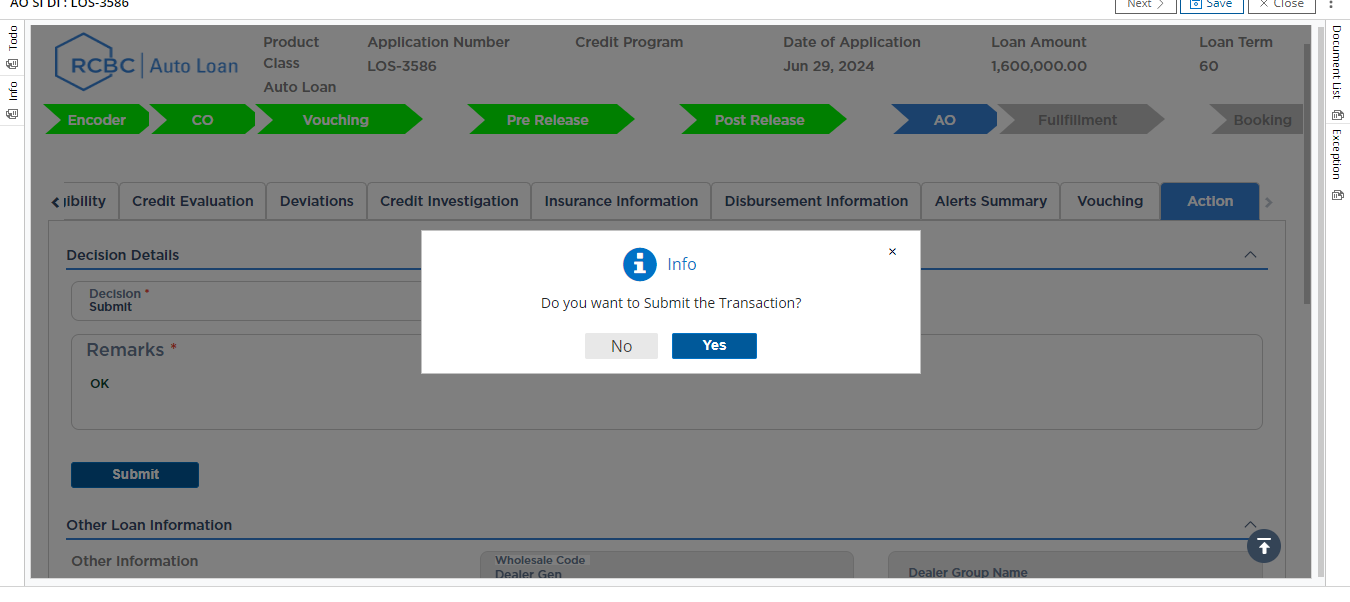 AO SI DI : LOS-3586
Next
Save
Close
Todo
Info
Document List
Exception
RCBC Auto Loan
Product Class
Auto Loan
Application Number
LOS-3586
Credit Program
Date of Application
Jun 29, 2024
Loan Amount
1,600,000.00
Loan Term
60
Encoder
CO
Vouching
Pre Release
Post Release
AO
Fullfillment
Booking
ibility
Credit Evaluation
Deviations
Credit Investigation
Insurance Information
Disbursement Information
Alerts Summary
Vouching
Action
Decision Details
Decision *
Submit
Remarks *
OK
Info
Do you want to Submit the Transaction?
No
Yes
Submit
Other Loan Information
Other Information
Wholesale Code
Dealer Gen
Dealer Group Name